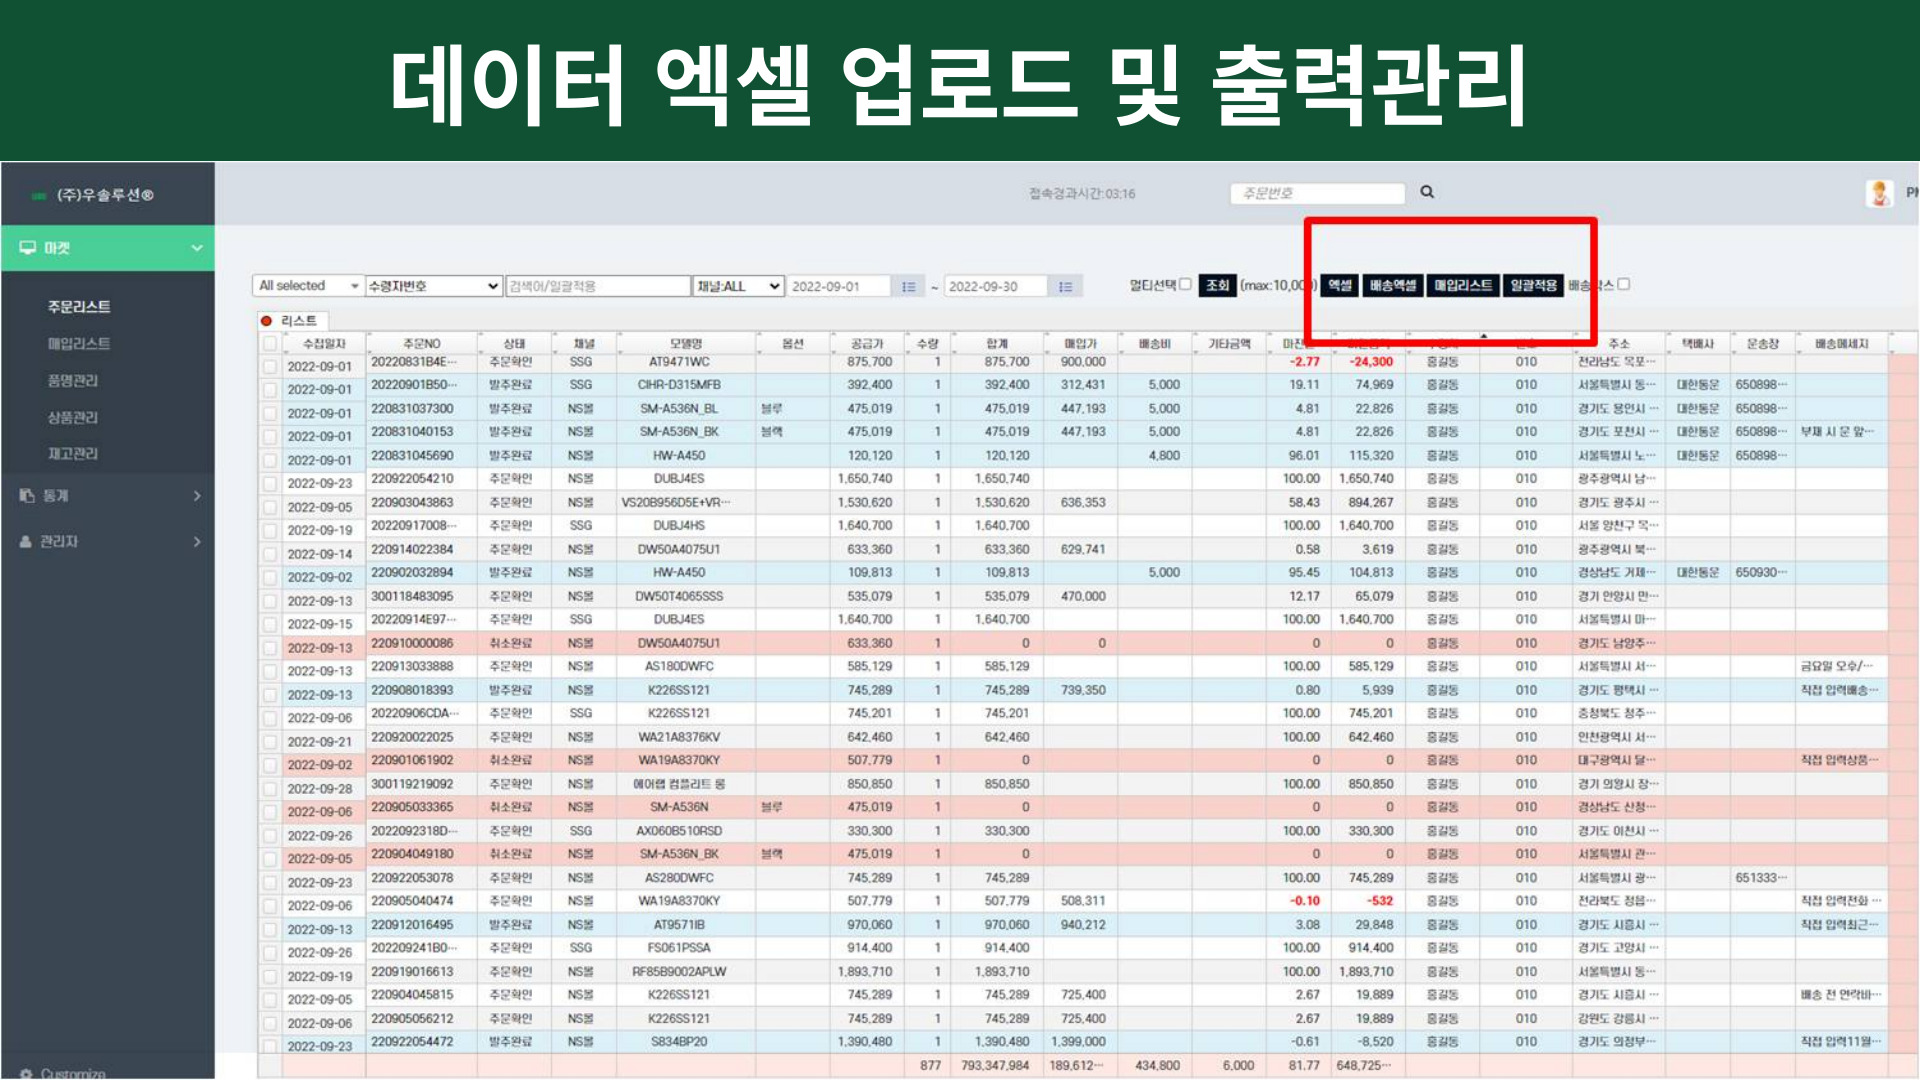 데이터 엑셀 업로드 및 출력관리
(주)우솔루션®
접속경과시간:03:16
주문번호
마켓
주문리스트
매입리스트
품명관리
상품관리
재고관리
통계
관리자
Customize
All selected 수령자번호 검색어/일괄적용 채널:ALL 2022-09-01 ~ 2022-09-30 멀티선택 조회 (max:10,00 ) 엑셀 배송엑셀 매입리스트 일괄적용
리스트
수집일자 주문NO 상태 채널 모델명 옵션 공급가 수량 합계 매입가 배송비 기타금액 주소 택배사 운송장 배송메세지
2022-09-01 20220831B4E… 주문확인 SSG AT9471WC 875,700 1 875,700 900,000 -2.77 -24,300 홍길동 010 전라남도 목포…
2022-09-01 20220901B50… 발주완료 SSG CIHR-D315MFB 392,400 1 392,400 312,431 5,000 19.11 74,969 홍길동 010 서울특별시 동… 대한통운 650898…
2022-09-01 220831037300 발주완료 NS몰 SM-A536N_BL 블루 475,019 1 475,019 447,193 5,000 4.81 22,826 홍길동 010 경기도 용인시 … 대한통운 650898…
2022-09-01 220831040153 발주완료 NS몰 SM-A536N_BK 블랙 475,019 1 475,019 447,193 5,000 4.81 22,826 홍길동 010 경기도 포천시 … 대한통운 650898… 부재 시 문 앞…
2022-09-01 220831045690 발주완료 NS몰 HW-A450 120,120 1 120,120 4,800 96.01 115,320 홍길동 010 서울특별시 노… 대한통운 650898…
2022-09-23 220922054210 주문확인 NS몰 DUBJ4ES 1,650,740 1 1,650,740 100.00 1,650,740 홍길동 010 광주광역시 남…
2022-09-05 220903043863 주문확인 NS몰 VS20B956D5E+VR… 1,530,620 1 1,530,620 636,353 58.43 894,267 홍길동 010 경기도 광주시 …
2022-09-19 20220917008… 주문확인 SSG DUBJ4HS 1,640,700 1 1,640,700 100.00 1,640,700 홍길동 010 서울 양천구 목…
2022-09-14 220914022384 주문확인 NS몰 DW50A4075U1 633,360 1 633,360 629,741 0.58 3,619 홍길동 010 광주광역시 북…
2022-09-02 220902032894 발주완료 NS몰 HW-A450 109,813 1 109,813 5,000 95.45 104,813 홍길동 010 경상남도 거제… 대한통운 650930…
2022-09-13 300118483095 주문확인 NS몰 DW50T4065SSS 535,079 1 535,079 470,000 12.17 65,079 홍길동 010 경기 안양시 만…
2022-09-15 20220914E97… 주문확인 SSG DUBJ4ES 1,640,700 1 1,640,700 100.00 1,640,700 홍길동 010 서울특별시 마…
2022-09-13 220910000086 취소완료 NS몰 DW50A4075U1 633,360 1 0 0 0 0 홍길동 010 경기도 남양주…
2022-09-13 220913033888 주문확인 NS몰 AS180DWFC 585,129 1 585,129 100.00 585,129 홍길동 010 서울특별시 서… 금요일 오후/…
2022-09-13 220908018393 발주완료 NS몰 K226SS121 745,289 1 745,289 739,350 0.80 5,939 홍길동 010 경기도 평택시 … 직접 입력배송…
2022-09-06 20220906CDA… 주문확인 SSG K226SS121 745,201 1 745,201 100.00 745,201 홍길동 010 충청북도 청주…
2022-09-21 220920022025 주문확인 NS몰 WA21A8376KV 642,460 1 642,460 100.00 642,460 홍길동 010 인천광역시 서…
2022-09-02 220901061902 취소완료 NS몰 WA19A8370KY 507,779 1 0 0 0 홍길동 010 대구광역시 달… 직접 입력상품…
2022-09-28 300119219092 주문확인 NS몰 에어랩 컴플리트 롱 850,850 1 850,850 100.00 850,850 홍길동 010 경기 의왕시 장…
2022-09-06 220905033365 취소완료 NS몰 SM-A536N 블루 475,019 1 0 0 0 홍길동 010 경상남도 산청…
2022-09-26 2022092318D… 주문확인 SSG AX060B510RSD 330,300 1 330,300 100.00 330,300 홍길동 010 경기도 이천시 …
2022-09-05 220904049180 취소완료 NS몰 SM-A536N_BK 블랙 475,019 1 0 0 0 홍길동 010 서울특별시 관…
2022-09-23 220922053078 주문확인 NS몰 AS280DWFC 745,289 1 745,289 100.00 745,289 홍길동 010 서울특별시 광… 651333…
2022-09-06 220905040474 주문확인 NS몰 WA19A8370KY 507,779 1 507,779 508,311 -0.10 -532 홍길동 010 전라북도 정읍… 직접 입력전화 …
2022-09-13 220912016495 발주완료 NS몰 AT9571IB 970,060 1 970,060 940,212 3.08 29,848 홍길동 010 경기도 시흥시 … 직접 입력최근…
2022-09-26 202209241B0… 주문확인 SSG FS061PSSA 914,400 1 914,400 100.00 914,400 홍길동 010 경기도 고양시 …
2022-09-19 220919016613 주문확인 NS몰 RF85B9002APLW 1,893,710 1 1,893,710 100.00 1,893,710 홍길동 010 서울특별시 동…
2022-09-05 220904045815 주문확인 NS몰 K226SS121 745,289 1 745,289 725,400 2.67 19,889 홍길동 010 경기도 시흥시 … 배송 전 연락바…
2022-09-06 220905056212 주문확인 NS몰 K226SS121 745,289 1 745,289 725,400 2.67 19,889 홍길동 010 강원도 강릉시 …
2022-09-23 220922054472 발주완료 NS몰 S834BP20 1,390,480 1 1,390,480 1,399,000 -0.61 -8,520 홍길동 010 경기도 의정부… 직접 입력11월…
877 793,347,984 189,612… 434,800 6,000 81.77 648,725…